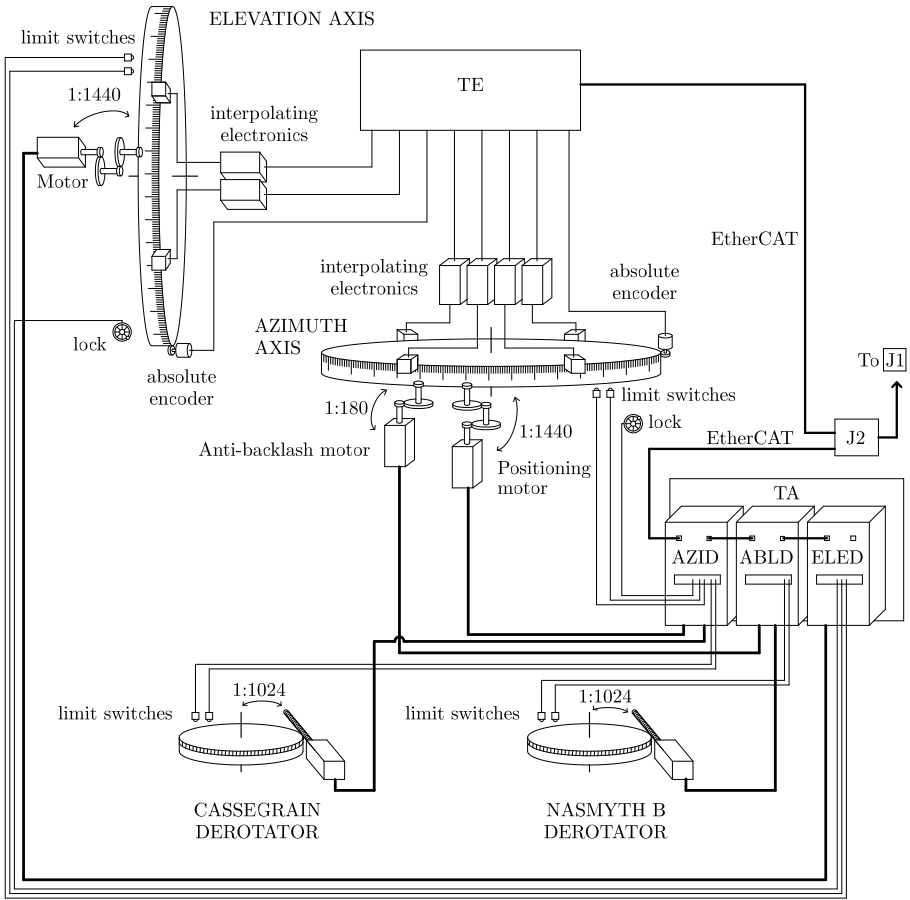 ELEVATION AXIS
limit switches
TE
1:1440
interpolating
electronics
Motor
EtherCAT
interpolating
electronics
absolute
encoder
AZIMUTH
AXIS
lock
absolute
encoder
To J1
1:180
limit switches
lock
1:1440
EtherCAT
J2
Anti-backlash motor
Positioning
motor
TA
AZID
ABLD
ELED
1:1024
1:1024
limit switches
limit switches
CASSEGRAIN
DEROTATOR
NASMYTH B
DEROTATOR